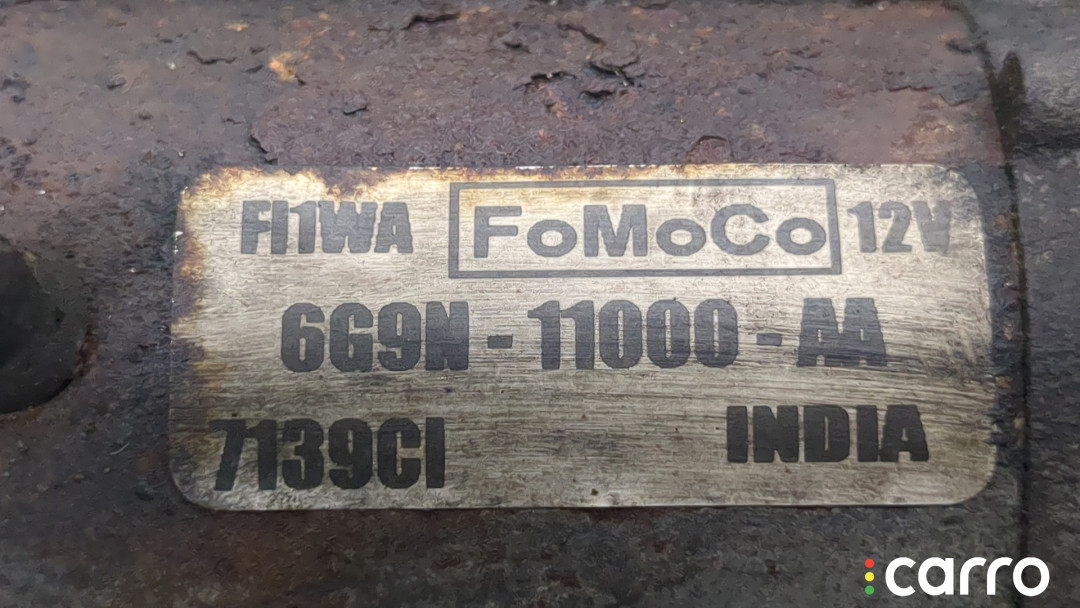 FI1WA FoMoCo 12V
6G9N - 11000 - AA
7139CI INDIA
carro